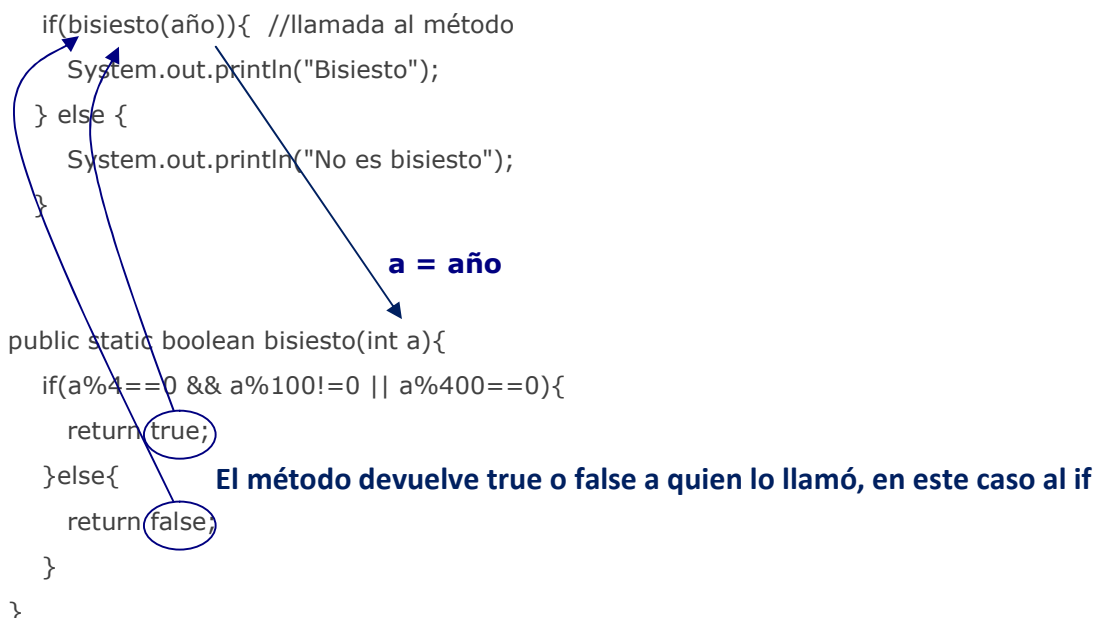 if(bisiesto(año)){ //llamada al método
System.out.println("Bisiesto");
} else {
System.out.println("No es bisiesto");
}
a = año
public static boolean bisiesto(int a){
if(a%4==0 && a%100!=0 || a%400==0){
return true;
}else{
El método devuelve true o false a quien lo llamó, en este caso al if
return false;
}
}